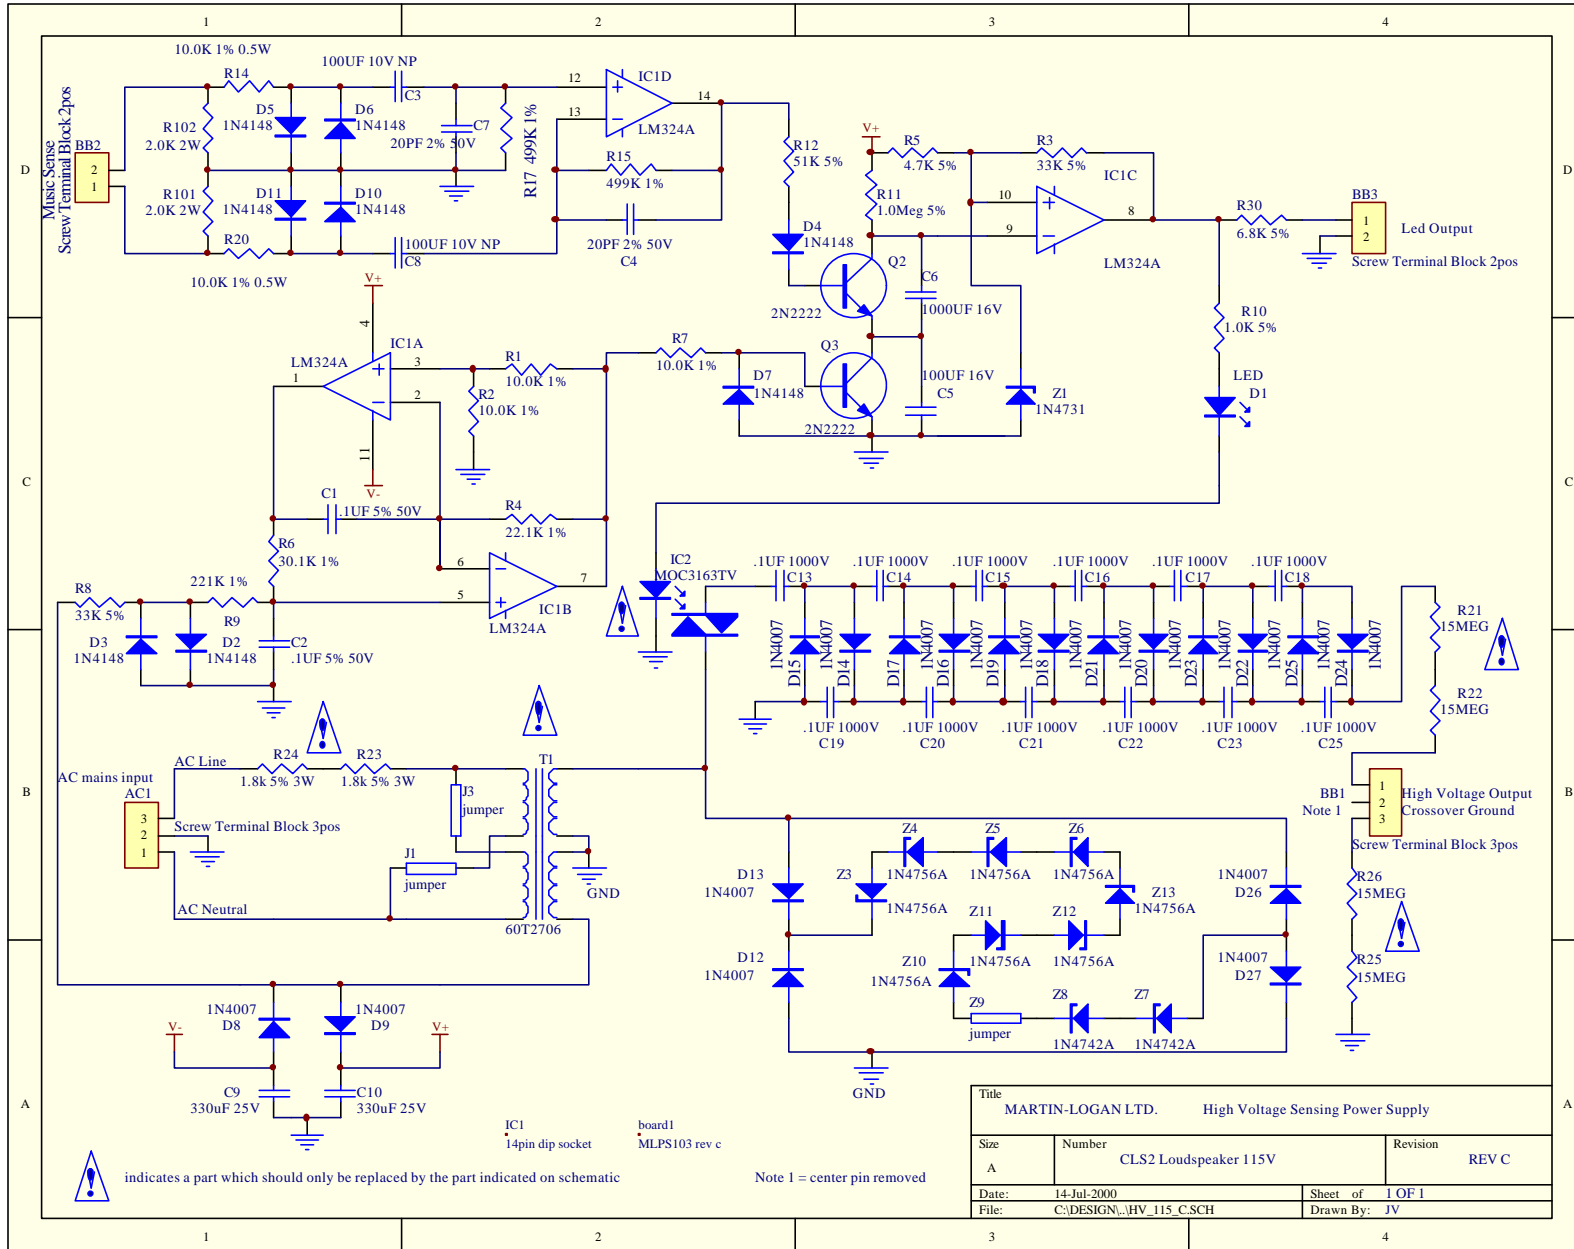 1 2 3 4
D
C
B
A
D
C
B
A
1 2 3 4
10.0K 1% 0.5W
R14
100UF 10V NP
C3
D5
1N4148
D6
1N4148
R102
2.0K 2W
C7
20PF 2% 50V
R17 499K 1%
12
13
14
IC1D
LM324A
R15
499K 1%
20PF 2% 50V
C4
Music Sense
Screw Terminal Block 2pos
BB2
2
1
R101
2.0K 2W
D11
1N4148
D10
1N4148
R20
10.0K 1% 0.5W
100UF 10V NP
C8
R12
51K 5%
D4
1N4148
V+
R5
4.7K 5%
R11
1.0Meg 5%
R3
33K 5%
IC1C
10
9
8
LM324A
Q2
2N2222
C6
1000UF 16V
R30
6.8K 5%
BB3
1
2
Led Output
Screw Terminal Block 2pos
R10
1.0K 5%
LED
D1
V+
4
IC1A
LM324A
1
3
2
11
V-
R1
10.0K 1%
R2
10.0K 1%
R7
10.0K 1%
D7
1N4148
Q3
2N2222
100UF 16V
C5
Z1
1N4731
C1
.1UF 5% 50V
R4
22.1K 1%
R6
30.1K 1%
6
5
7
IC1B
LM324A
R8
33K 5%
221K 1%
R9
D3
1N4148
D2
1N4148
C2
.1UF 5% 50V
IC2
MOC3163TV
.1UF 1000V
C13
.1UF 1000V
C14
.1UF 1000V
C15
.1UF 1000V
C16
.1UF 1000V
C17
.1UF 1000V
C18
1N4007
D15
1N4007
D14
1N4007
D17
1N4007
D16
1N4007
D19
1N4007
D18
1N4007
D21
1N4007
D20
1N4007
D23
1N4007
D22
1N4007
D25
1N4007
D24
.1UF 1000V
C19
.1UF 1000V
C20
.1UF 1000V
C21
.1UF 1000V
C22
.1UF 1000V
C23
.1UF 1000V
C25
R21
15MEG
R22
15MEG
!
!
!
!
AC mains input
AC1
AC Line
R24
1.8k 5% 3W
R23
1.8k 5% 3W
3
2
1
Screw Terminal Block 3pos
AC Neutral
J3
jumper
J1
jumper
T1
60T2706
GND
BB1
Note 1
1
2
3
High Voltage Output
Crossover Ground
Screw Terminal Block 3pos
R26
15MEG
R25
15MEG
!
D13
1N4007
D12
1N4007
Z3
1N4756A
Z4
1N4756A
Z5
1N4756A
Z6
1N4756A
Z13
1N4756A
Z11
1N4756A
Z12
1N4756A
Z10
1N4756A
Z9
jumper
Z8
1N4742A
Z7
1N4742A
1N4007
D26
1N4007
D27
GND
1N4007
D8
1N4007
D9
V-
V+
C9
330uF 25V
C10
330uF 25V
IC1
14pin dip socket
board1
MLPS103 rev c
! indicates a part which should only be replaced by the part indicated on schematic
Note 1 = center pin removed
Title
MARTIN-LOGAN LTD. High Voltage Sensing Power Supply
Size Number Revision
A CLS2 Loudspeaker 115V REV C
Date: 14-Jul-2000 Sheet of 1 OF 1
File: C:\DESIGN\..\HV_115_C.SCH Drawn By: JV